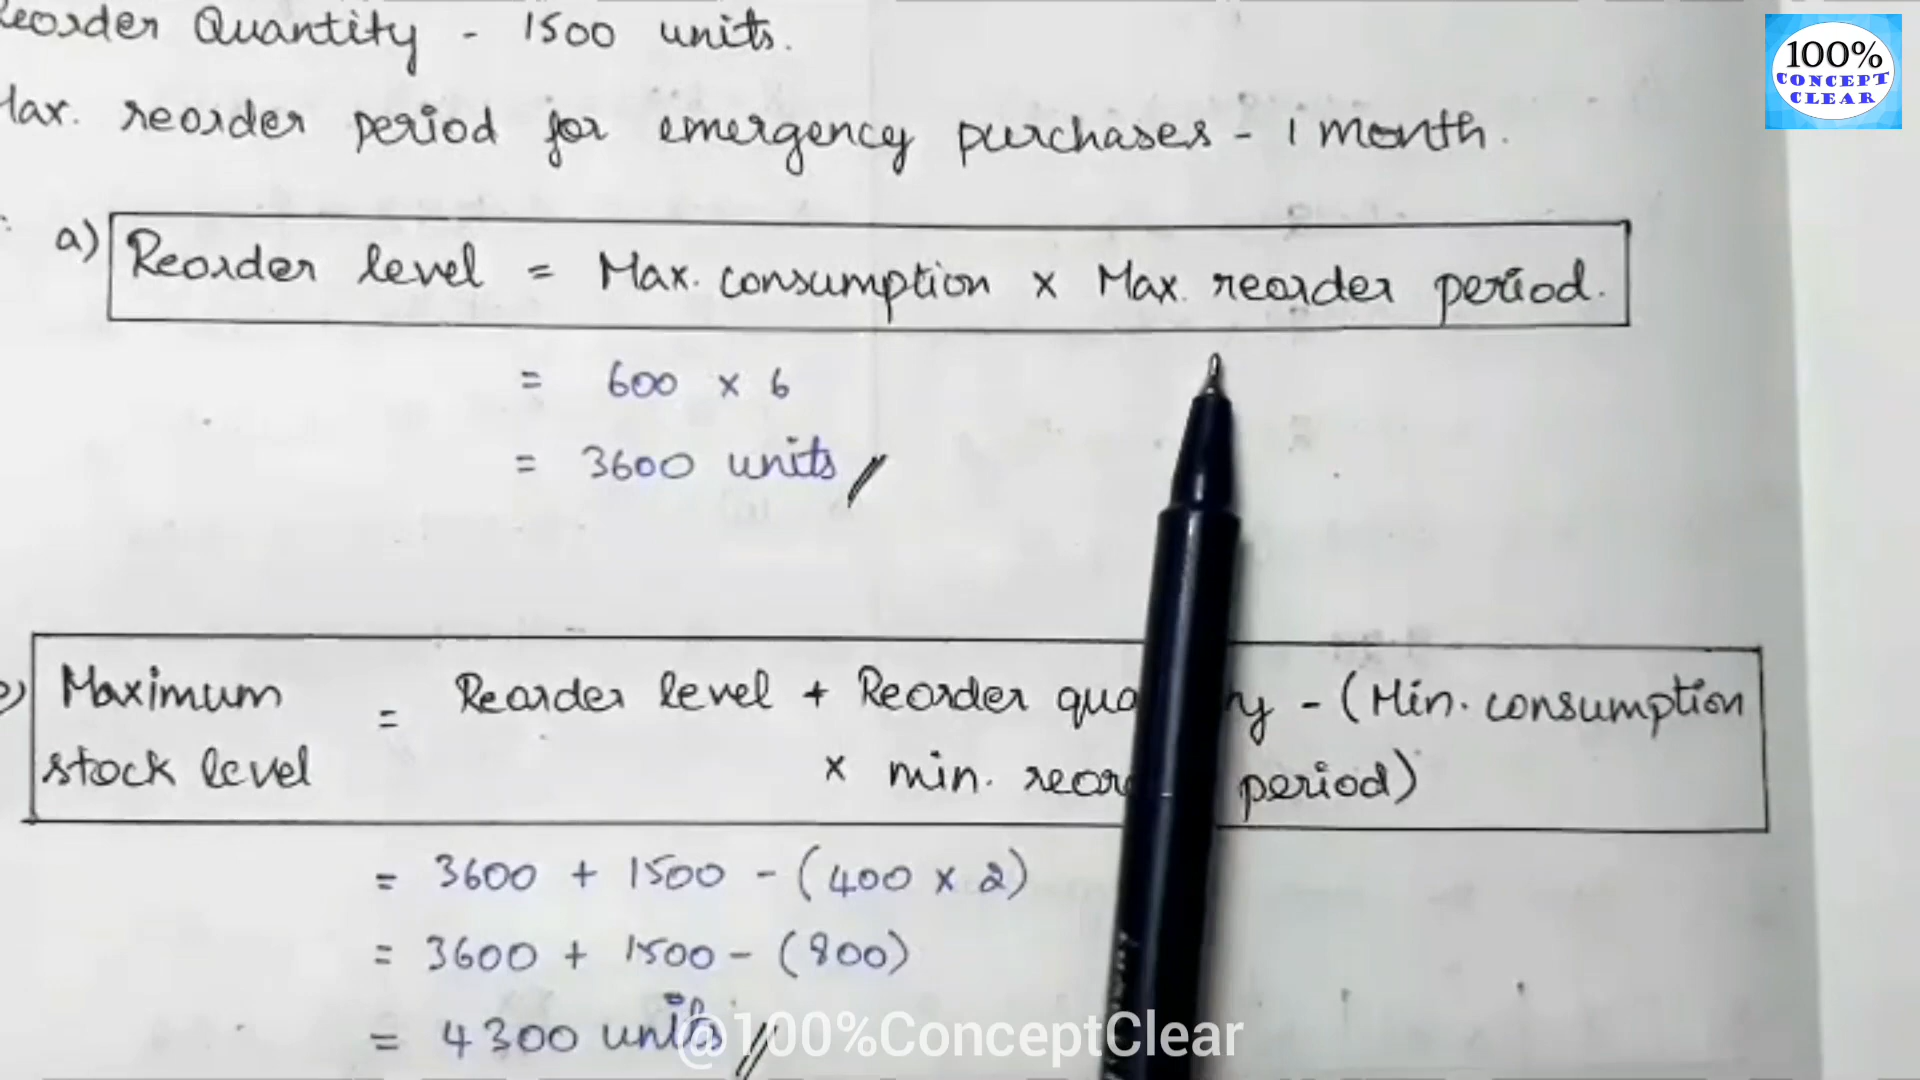 Reorder Quantity - 1500 units.
Max. reorder period for emergency purchases - 1 month.
a) Reorder level = Max. consumption x Max. reorder period.
= 600 x 6
= 3600 units
Maximum stock level = Reorder level + Reorder quantity - (Min. consumption
x min. reorder period)
= 3600 + 1500 - (400 x 2)
= 3600 + 1500 - (800)
= 4300 units
@100%ConceptClear
100%
CONCEPT
CLEAR